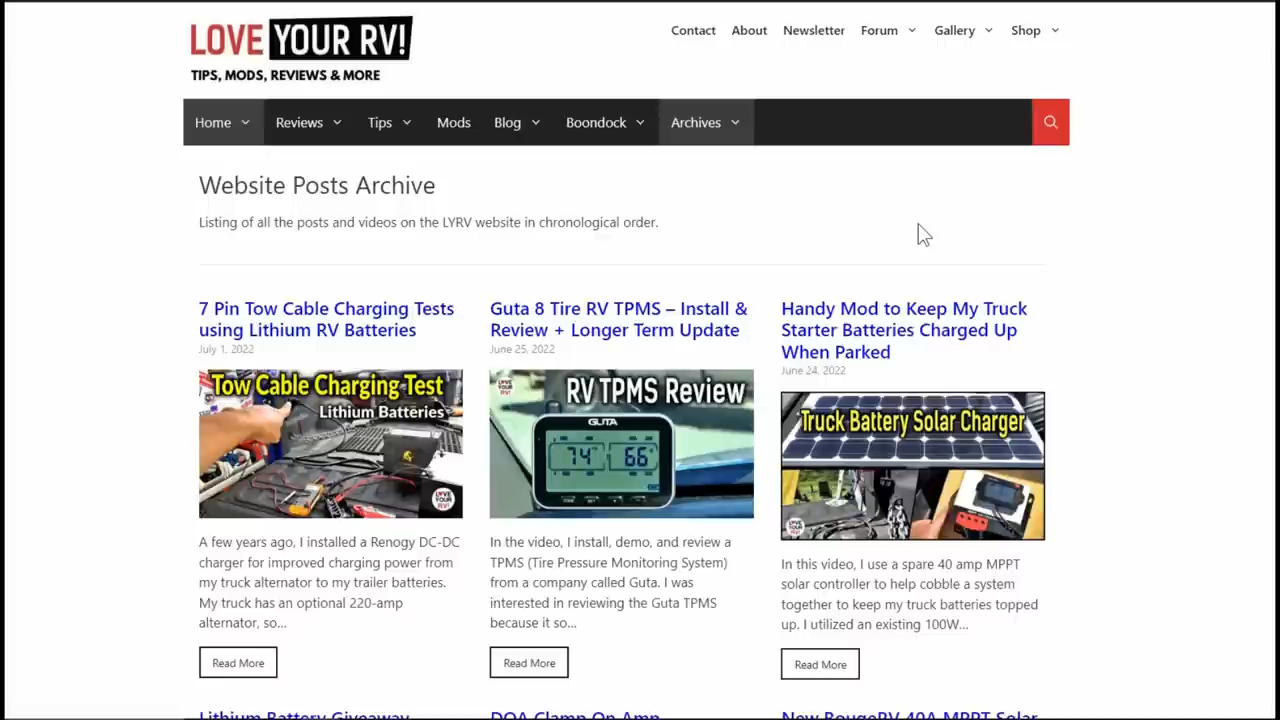 LOVE YOUR RV!
TIPS, MODS, REVIEWS & MORE
Contact About Newsletter Forum Gallery Shop
Home Reviews Tips Mods Blog Boondock Archives
Website Posts Archive
Listing of all the posts and videos on the LYRV website in chronological order.
7 Pin Tow Cable Charging Tests
using Lithium RV Batteries
July 1, 2022
Tow Cable Charging Test
Lithium Batteries
LOVE
YOUR
RV!
A few years ago, I installed a Renogy DC-DC
charger for improved charging power from
my truck alternator to my trailer batteries.
My truck has an optional 220-amp
alternator, so...
Read More
Guta 8 Tire RV TPMS – Install &
Review + Longer Term Update
June 25, 2022
LOVE
YOUR
RV!
RV TPMS Review
GUTA
74 66
In the video, I install, demo, and review a
TPMS (Tire Pressure Monitoring System)
from a company called Guta. I was
interested in reviewing the Guta TPMS
because it so...
Read More
Handy Mod to Keep My Truck
Starter Batteries Charged Up
When Parked
June 24, 2022
Truck Battery Solar Charger
LOVE
YOUR
RV!
In this video, I use a spare 40 amp MPPT
solar controller to help cobble a system
together to keep my truck batteries topped
up. I utilized an existing 100W...
Read More
Lithium Battery Giveaway
DOA Clamp On Amp
New RougeRV 40A MPPT Solar